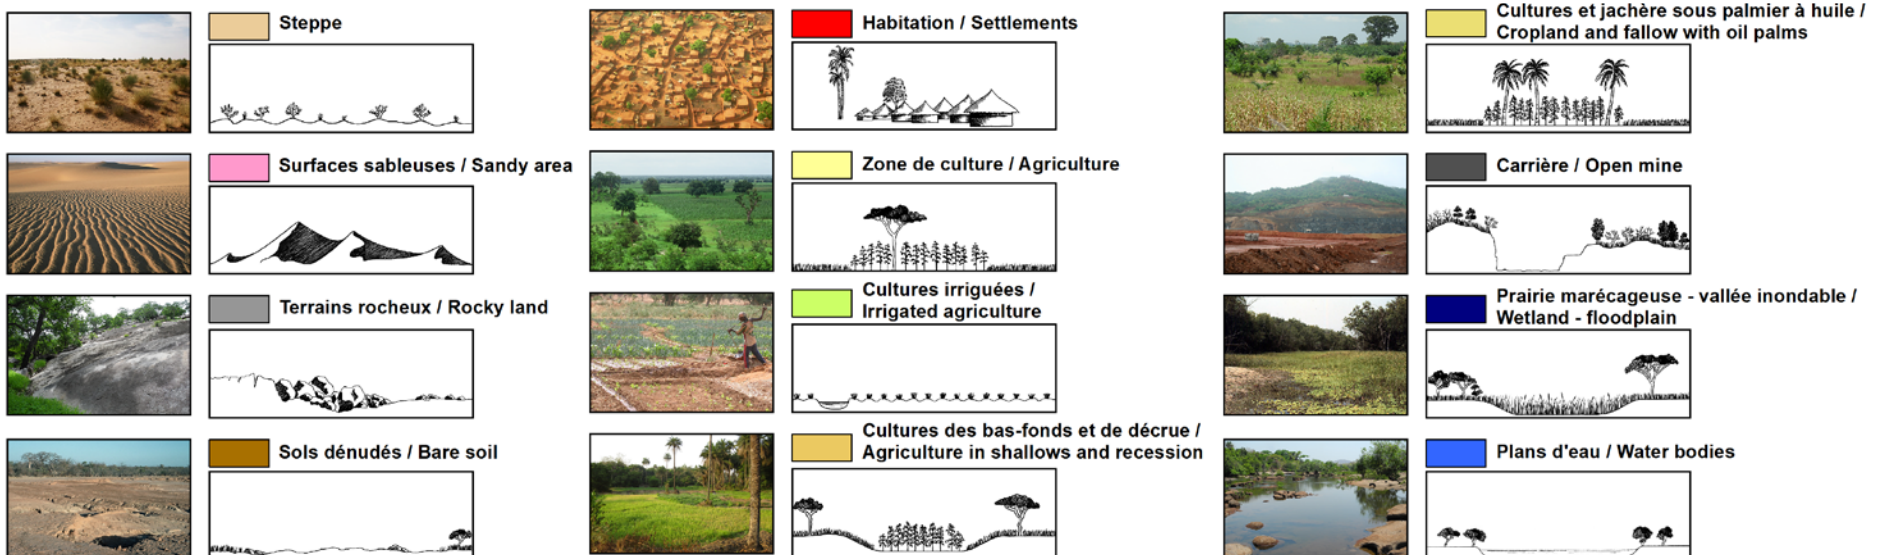 Steppe
Surfaces sableuses / Sandy area
Terrains rocheux / Rocky land
Sols dénudés / Bare soil
Habitation / Settlements
Zone de culture / Agriculture
Cultures irriguées /
Irrigated agriculture
Cultures des bas-fonds et de décrue /
Agriculture in shallows and recession
Cultures et jachère sous palmier à huile /
Cropland and fallow with oil palms
Carrière / Open mine
Prairie marécageuse - vallée inondable /
Wetland - floodplain
Plans d'eau / Water bodies